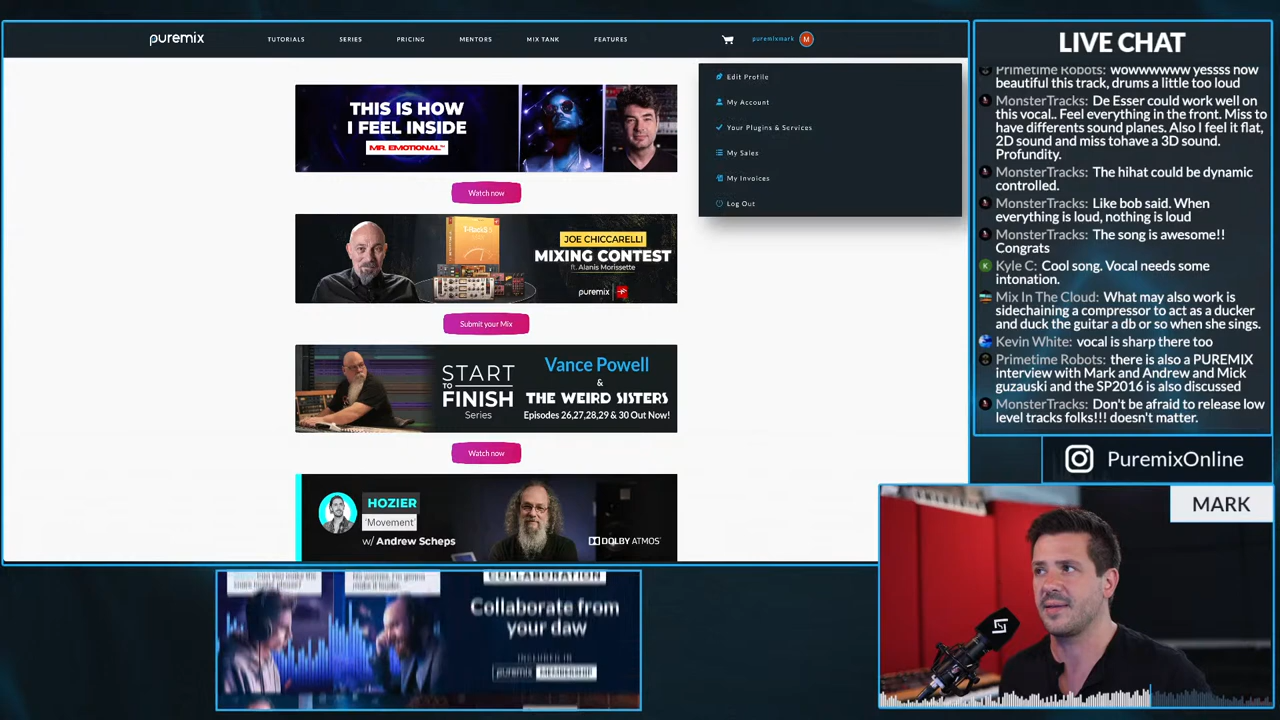 puremix
TUTORIALS SERIES PRICING MENTORS MIX TANK FEATURES
puremixmark M
Edit Profile
My Account
Your Plugins & Services
My Sales
My Invoices
Log Out
THIS IS HOW
I FEEL INSIDE
MR. EMOTIONAL™
Watch now
T-RackS 5
JOE CHICCARELLI
MIXING CONTEST
ft. Alanis Morissette
puremix
Submit your Mix
START
TO
FINISH
Series
Vance Powell
&
THE WEIRD SISTERS
Episodes 26,27,28,29 & 30 Out Now!
Watch now
HOZIER
'Movement'
w/ Andrew Scheps
DOLBY ATMOS
LIVE CHAT
Primetime Robots: wowwwwww yessss how
beautiful this track, drums a little too loud
MonsterTracks: De Esser could work well on
this vocal.. Feel everything in the front. Miss to
have differents sound planes. Also I feel it flat,
2D sound and miss tohave a 3D sound.
Profundity.
MonsterTracks: The hihat could be dynamic
controlled.
MonsterTracks: Like bob said. When
everything is loud, nothing is loud
MonsterTracks: The song is awesome!!
Congrats
K Kyle C: Cool song. Vocal needs some
intonation.
Mix In The Cloud: What may also work is
sidechaining a compressor to act as a ducker
and duck the guitar a db or so when she sings.
Kevin White: vocal is sharp there too
Primetime Robots: there is also a PUREMIX
interview with Mark and Andrew and Mick
guzauski and the SP2016 is also discussed
MonsterTracks: Don't be afraid to release low
level tracks folks!!! doesn't matter.
PuremixOnline
MARK
COLLABORATION
Collaborate from
your daw
INCLUDED IN
puremix MEMBERSHIP